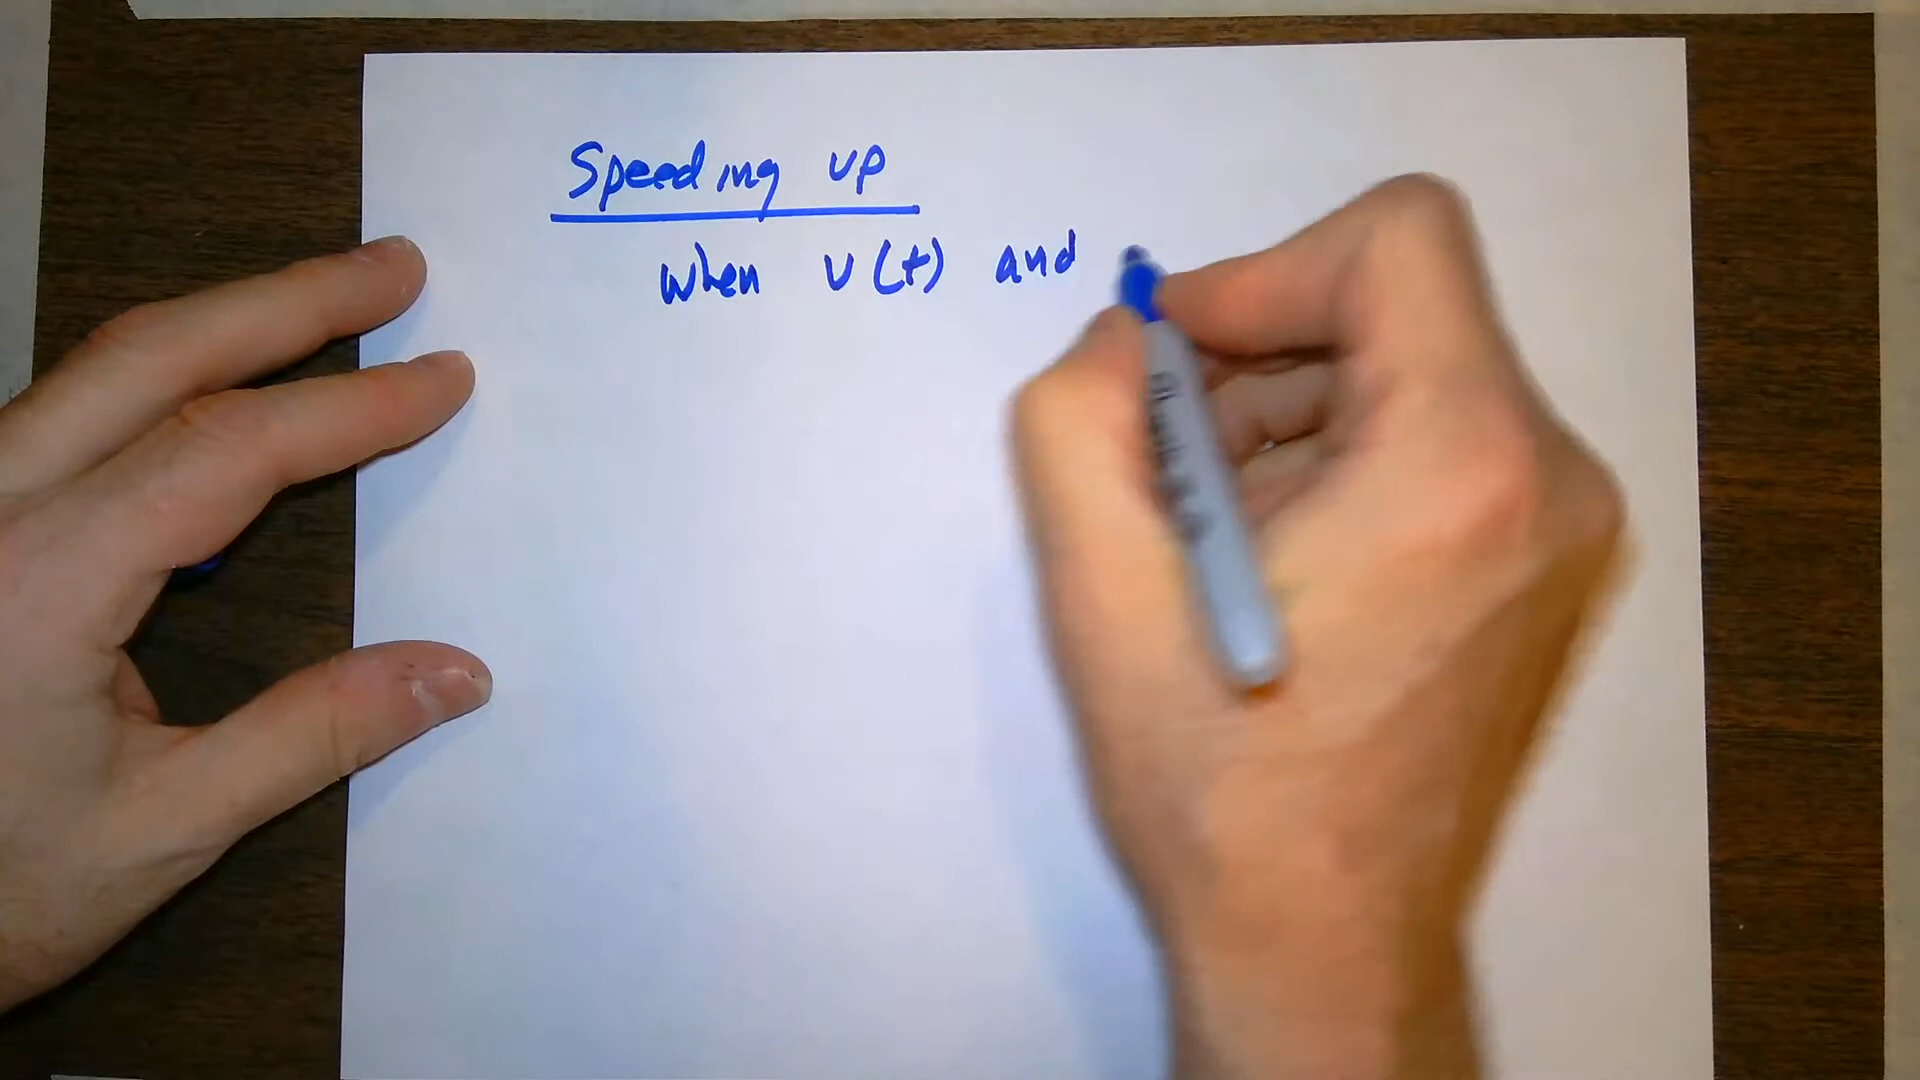 Speeding up
when v(t) and